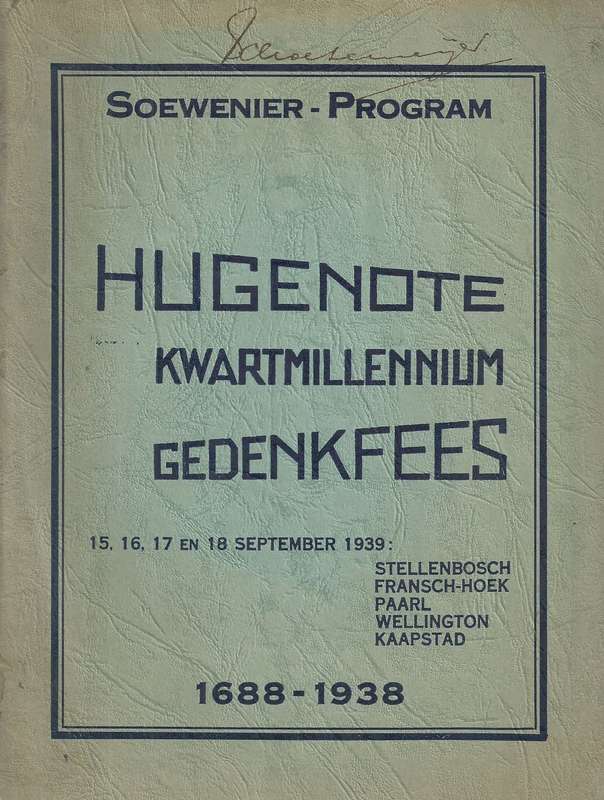 SOEWENIER - PROGRAM
HUGENOTE
KWARTMILLENNIUM
GEDENKFEES
15, 16, 17 EN 18 SEPTEMBER 1939:
STELLENBOSCH
FRANSCH-HOEK
PAARL
WELLINGTON
KAAPSTAD
1688 - 1938